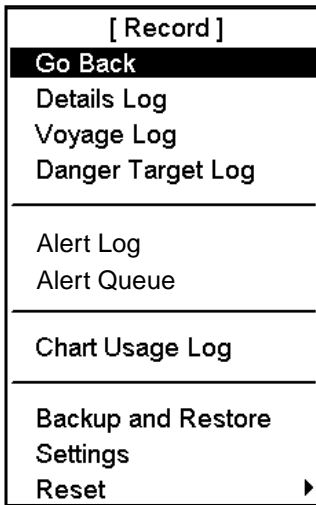 [ Record ]
Go Back
Details Log
Voyage Log
Danger Target Log
Alert Log
Alert Queue
Chart Usage Log
Backup and Restore
Settings
Reset